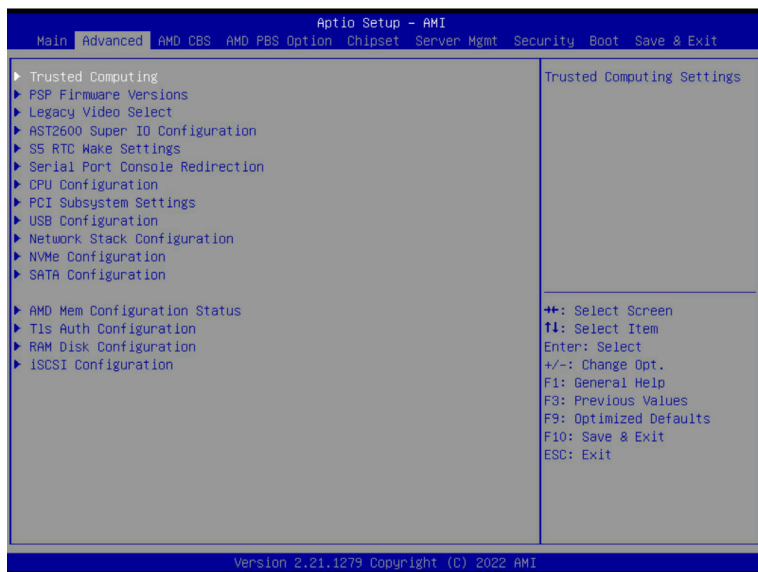 Aptio Setup - AMI
Main Advanced AMD CBS AMD PBS Option Chipset Server Mgmt Security Boot Save & Exit
Trusted Computing
PSP Firmware Versions
Legacy Video Select
AST2600 Super IO Configuration
S5 RTC Wake Settings
Serial Port Console Redirection
CPU Configuration
PCI Subsystem Settings
USB Configuration
Network Stack Configuration
NVMe Configuration
SATA Configuration
AMD Mem Configuration Status
Tls Auth Configuration
RAM Disk Configuration
iSCSI Configuration
Trusted Computing Settings
→←: Select Screen
↑↓: Select Item
Enter: Select
+/-: Change Opt.
F1: General Help
F3: Previous Values
F9: Optimized Defaults
F10: Save & Exit
ESC: Exit
Version 2.21.1279 Copyright (C) 2022 AMI